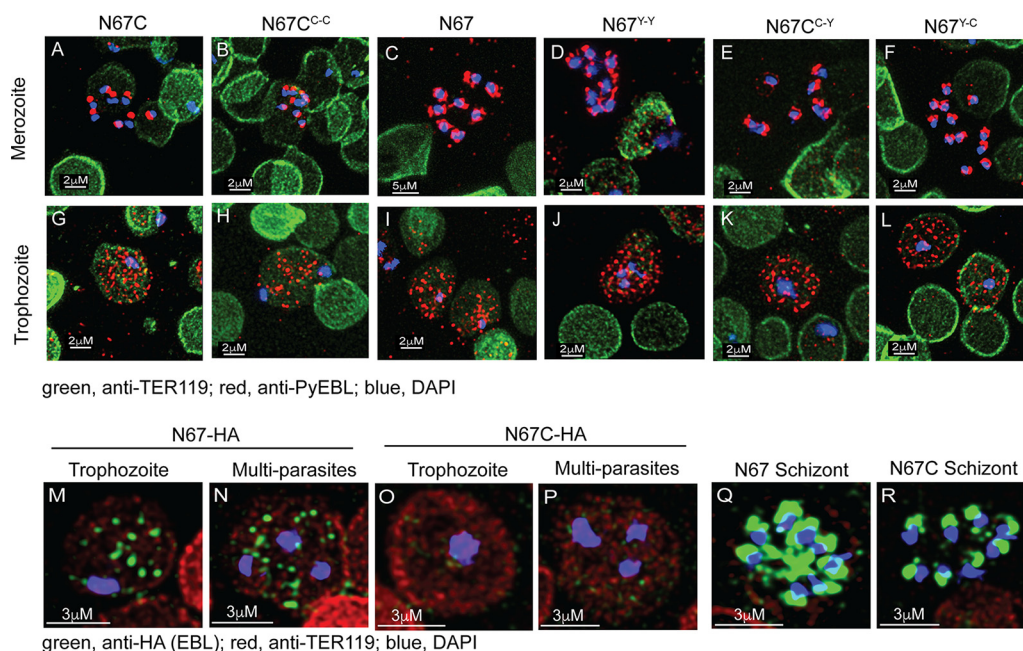 N67C N67C^C-C N67 N67^Y-Y N67C^C-Y N67^Y-C
Merozoite
A B C D E F
2μM 2μM 5μM 2μM 2μM 2μM
Trophozoite
G H I J K L
2μM 2μM 2μM 2μM 2μM 2μM
green, anti-TER119; red, anti-PyEBL; blue, DAPI
N67-HA N67C-HA
Trophozoite Multi-parasites Trophozoite Multi-parasites N67 Schizont N67C Schizont
M N O P Q R
3μM 3μM 3μM 3μM 3μM 3μM
green, anti-HA (EBL); red, anti-TER119; blue, DAPI